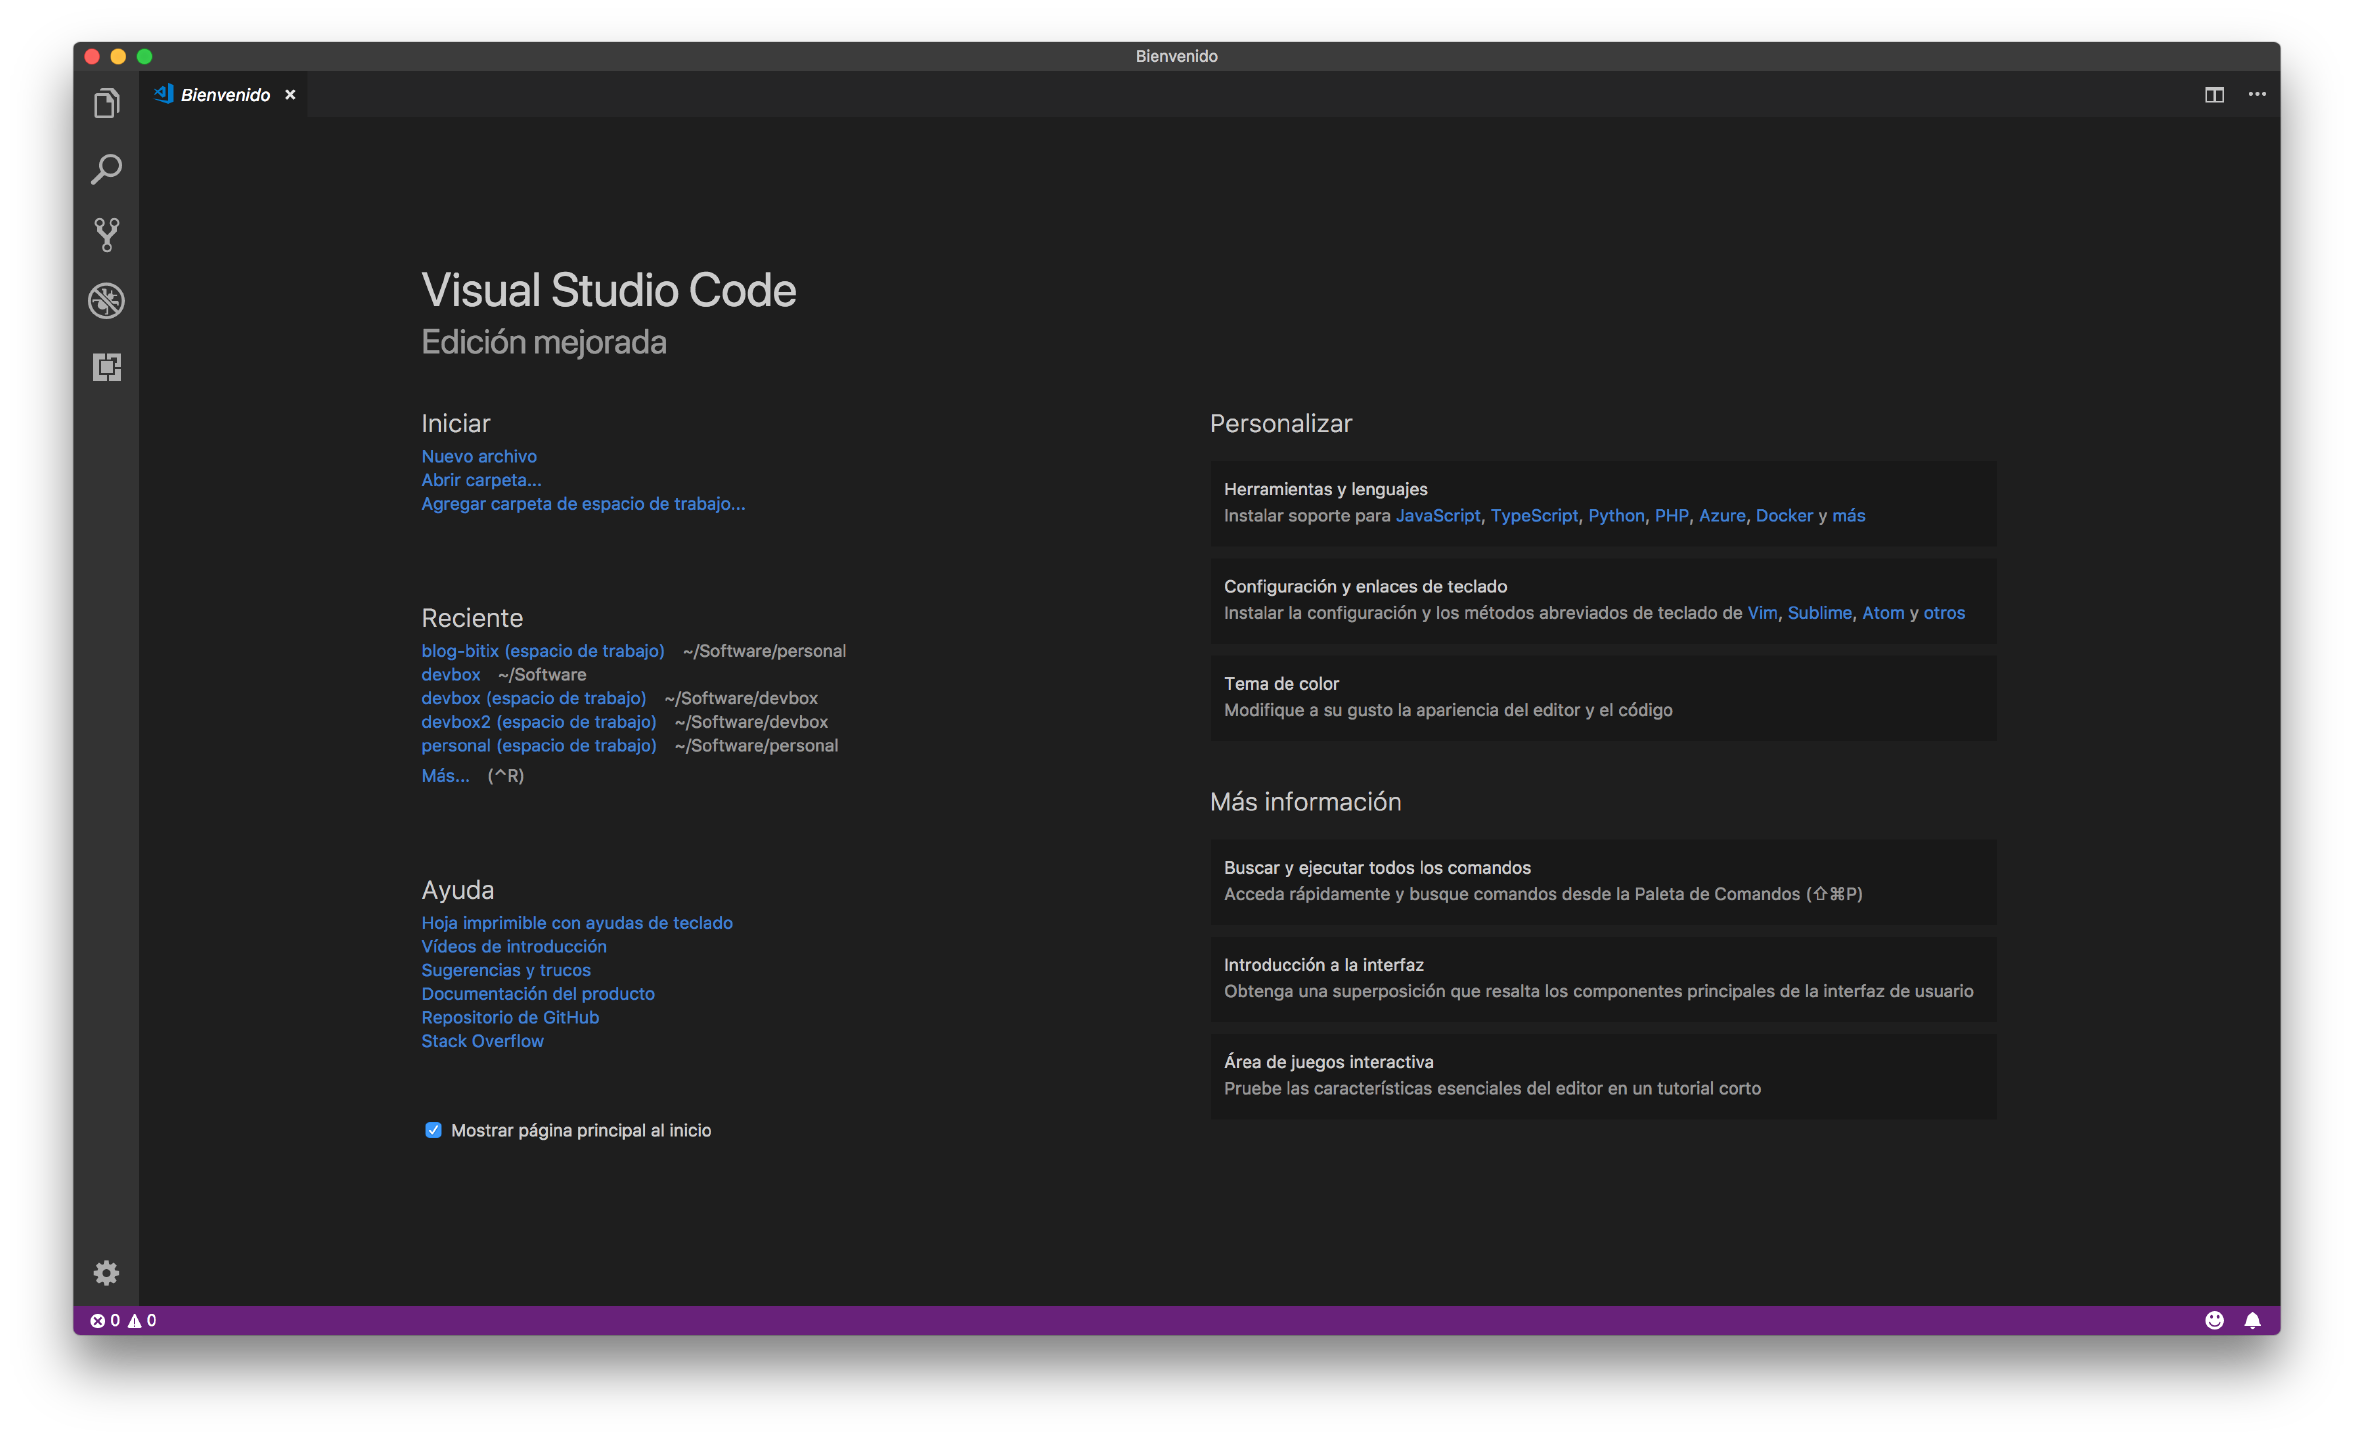 Bienvenido
Bienvenido ×
Visual Studio Code
Edición mejorada
Iniciar
Nuevo archivo
Abrir carpeta...
Agregar carpeta de espacio de trabajo...
Reciente
blog-bitix (espacio de trabajo) ~/Software/personal
devbox ~/Software
devbox (espacio de trabajo) ~/Software/devbox
devbox2 (espacio de trabajo) ~/Software/devbox
personal (espacio de trabajo) ~/Software/personal
Más... (^R)
Ayuda
Hoja imprimible con ayudas de teclado
Vídeos de introducción
Sugerencias y trucos
Documentación del producto
Repositorio de GitHub
Stack Overflow
Mostrar página principal al inicio
Personalizar
Herramientas y lenguajes
Instalar soporte para JavaScript, TypeScript, Python, PHP, Azure, Docker y más
Configuración y enlaces de teclado
Instalar la configuración y los métodos abreviados de teclado de Vim, Sublime, Atom y otros
Tema de color
Modifique a su gusto la apariencia del editor y el código
Más información
Buscar y ejecutar todos los comandos
Acceda rápidamente y busque comandos desde la Paleta de Comandos (⇧⌘P)
Introducción a la interfaz
Obtenga una superposición que resalta los componentes principales de la interfaz de usuario
Área de juegos interactiva
Pruebe las características esenciales del editor en un tutorial corto
0 0